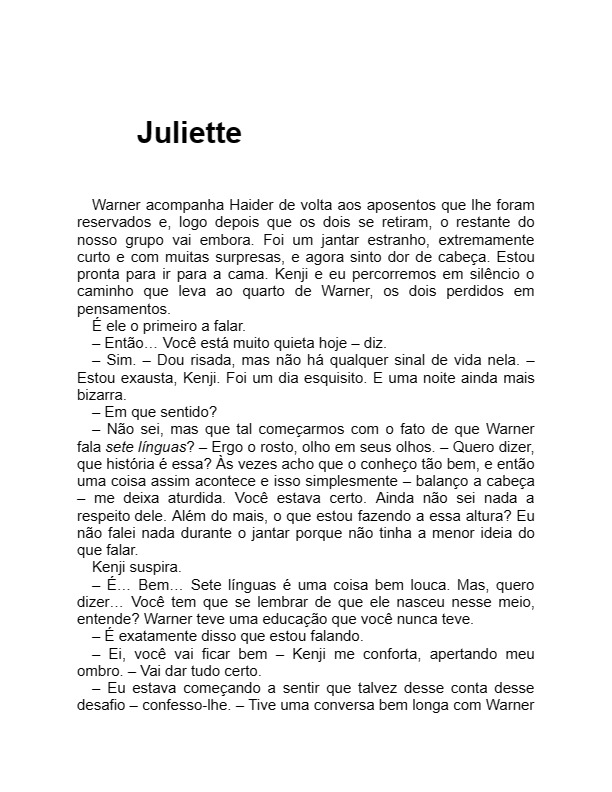 Juliette
Warner acompanha Haider de volta aos aposentos que lhe foram
reservados e, logo depois que os dois se retiram, o restante do
nosso grupo vai embora. Foi um jantar estranho, extremamente
curto e com muitas surpresas, e agora sinto dor de cabeça. Estou
pronta para ir para a cama. Kenji e eu percorremos em silêncio o
caminho que leva ao quarto de Warner, os dois perdidos em
pensamentos.
É ele o primeiro a falar.
– Então… Você está muito quieta hoje – diz.
– Sim. – Dou risada, mas não há qualquer sinal de vida nela. –
Estou exausta, Kenji. Foi um dia esquisito. E uma noite ainda mais
bizarra.
– Em que sentido?
– Não sei, mas que tal começarmos com o fato de que Warner
fala sete línguas? – Ergo o rosto, olho em seus olhos. – Quero dizer,
que história é essa? Às vezes acho que o conheço tão bem, e então
uma coisa assim acontece e isso simplesmente – balanço a cabeça
– me deixa aturdida. Você estava certo. Ainda não sei nada a
respeito dele. Além do mais, o que estou fazendo a essa altura? Eu
não falei nada durante o jantar porque não tinha a menor ideia do
que falar.
Kenji suspira.
– É… Bem… Sete línguas é uma coisa bem louca. Mas, quero
dizer… Você tem que se lembrar de que ele nasceu nesse meio,
entende? Warner teve uma educação que você nunca teve.
– É exatamente disso que estou falando.
– Ei, você vai ficar bem – Kenji me conforta, apertando meu
ombro. – Vai dar tudo certo.
– Eu estava começando a sentir que talvez desse conta desse
desafio – confesso-lhe. – Tive uma conversa bem longa com Warner